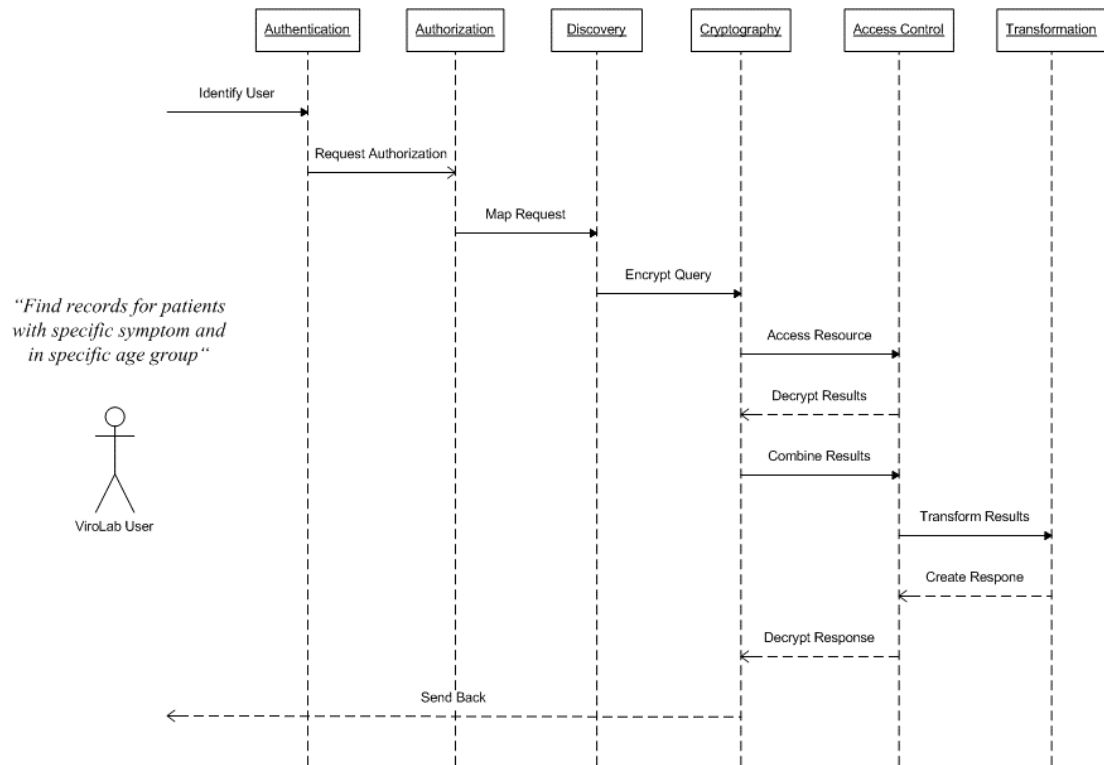 Authentication
Authorization
Discovery
Cryptography
Access Control
Transformation
Identify User
Request Authorization
Map Request
Encrypt Query
“Find records for patients
with specific symptom and
in specific age group“
Access Resource
Decrypt Results
Combine Results
ViroLab User
Transform Results
Create Respone
Decrypt Response
Send Back